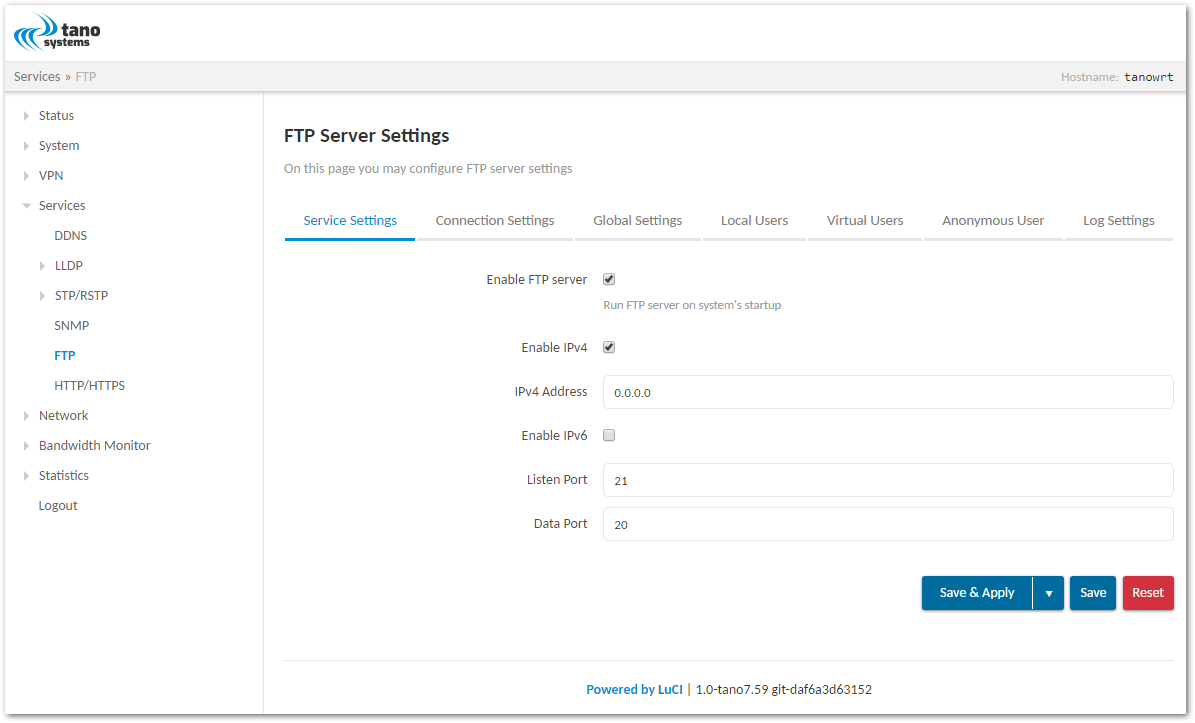 tano
systems
Services » FTP
Hostname: tanowrt
Status
System
VPN
Services
DDNS
LLDP
STP/RSTP
SNMP
FTP
HTTP/HTTPS
Network
Bandwidth Monitor
Statistics
Logout
FTP Server Settings
On this page you may configure FTP server settings
Service Settings Connection Settings Global Settings Local Users Virtual Users Anonymous User Log Settings
Enable FTP server
Run FTP server on system's startup
Enable IPv4
IPv4 Address 0.0.0.0
Enable IPv6
Listen Port 21
Data Port 20
Save & Apply Save Reset
Powered by LuCI | 1.0-tano7.59 git-daf6a3d63152